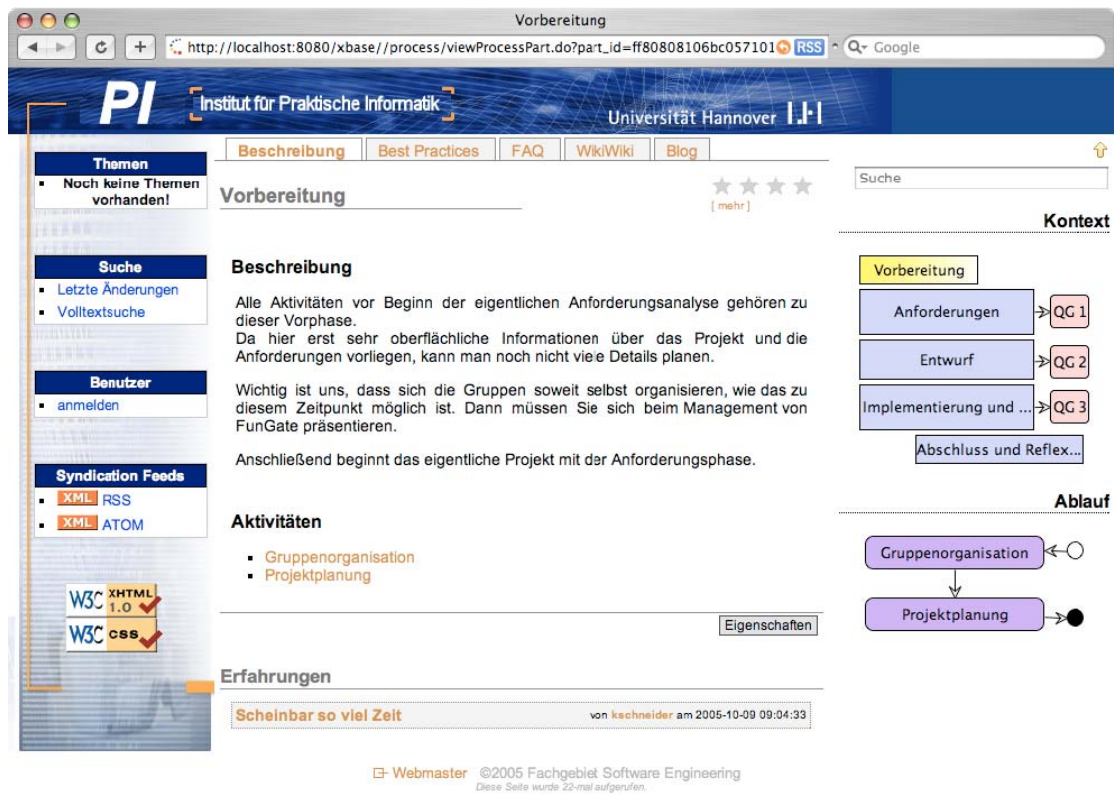 Vorbereitung
http://localhost:8080/xbase//process/viewProcessPart.do?part_id=ff80808106bc057101 RSS Google
PI Institut für Praktische Informatik
Universität Hannover
Beschreibung Best Practices FAQ WikiWiki Blog
Themen
Noch keine Themen
vorhanden!
Suche
Letzte Änderungen
Volltextsuche
Benutzer
anmelden
Syndication Feeds
XML RSS
XML ATOM
W3C XHTML 1.0
W3C css
Vorbereitung
[ mehr ]
Beschreibung
Alle Aktivitäten vor Beginn der eigentlichen Anforderungsanalyse gehören zu
dieser Vorphase.
Da hier erst sehr oberflächliche Informationen über das Projekt und die
Anforderungen vorliegen, kann man noch nicht viele Details planen.
Wichtig ist uns, dass sich die Gruppen soweit selbst organisieren, wie das zu
diesem Zeitpunkt möglich ist. Dann müssen Sie sich beim Management von
FunGate präsentieren.
Anschließend beginnt das eigentliche Projekt mit der Anforderungsphase.
Aktivitäten
Gruppenorganisation
Projektplanung
Eigenschaften
Erfahrungen
Scheinbar so viel Zeit von kschneider am 2005-10-09 09:04:33
Suche
Kontext
Vorbereitung
Anforderungen QG 1
Entwurf QG 2
Implementierung und ... QG 3
Abschluss und Reflex...
Ablauf
Gruppenorganisation
Projektplanung
Webmaster ©2005 Fachgebiet Software Engineering
Diese Seite wurde 22-mal aufgerufen.